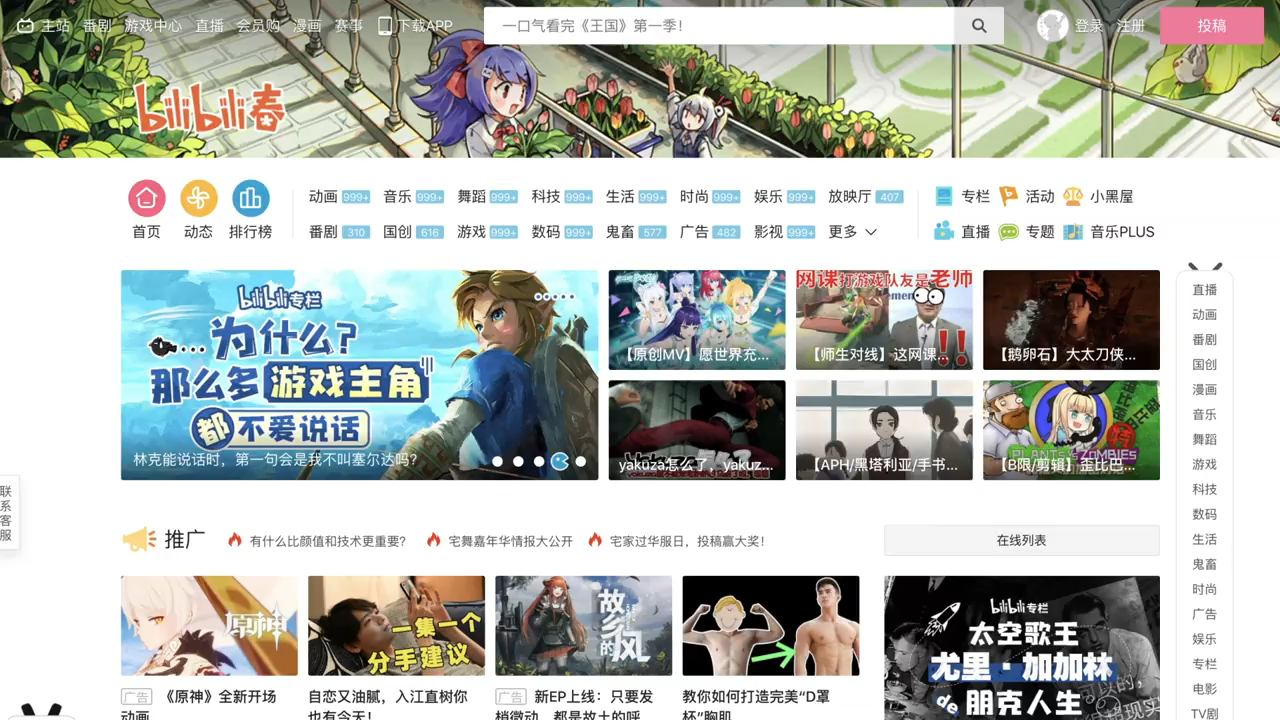 主站 番剧 游戏中心 直播 会员购 漫画 赛事 下载APP
一口气看完《王国》第一季！
登录 注册 投稿
bilibili春
动画 999+ 音乐 999+ 舞蹈 999+ 科技 999+ 生活 999+ 时尚 999+ 娱乐 999+ 放映厅 407
专栏 活动 小黑屋
首页 动态 排行榜
番剧 310 国创 616 游戏 999+ 数码 999+ 鬼畜 577 广告 482 影视 999+ 更多
直播 专题 音乐PLUS
bilibili专栏
...为什么?
那么多游戏主角
都不爱说话
林克能说话时，第一句会是我不叫塞尔达吗？
【原创MV】愿世界充...
网课打游戏队友是老师
【师生对线】这网课...
【鹅卵石】大太刀侠...
yakuza怎么了，yakuz...
【APH/黑塔利亚/手书...
PLANTS ZOMBIES
【B限/剪辑】歪比巴...
直播
动画
番剧
国创
漫画
音乐
舞蹈
游戏
科技
数码
生活
鬼畜
时尚
广告
娱乐
专栏
电影
TV剧
联系客服
推广
有什么比颜值和技术更重要？
宅舞嘉年华情报大公开
宅家过华服日，投稿赢大奖！
在线列表
原神
一集一个
分手建议
故乡的风
bilibili专栏
太空歌王
尤里·加加林
de朋克人生
广告 《原神》全新开场
动画
自恋又油腻，入江直树你
也有今天！
广告 新EP上线：只要发
梢微动，都是故土的呼
教你如何打造完美“D罩
杯”胸肌